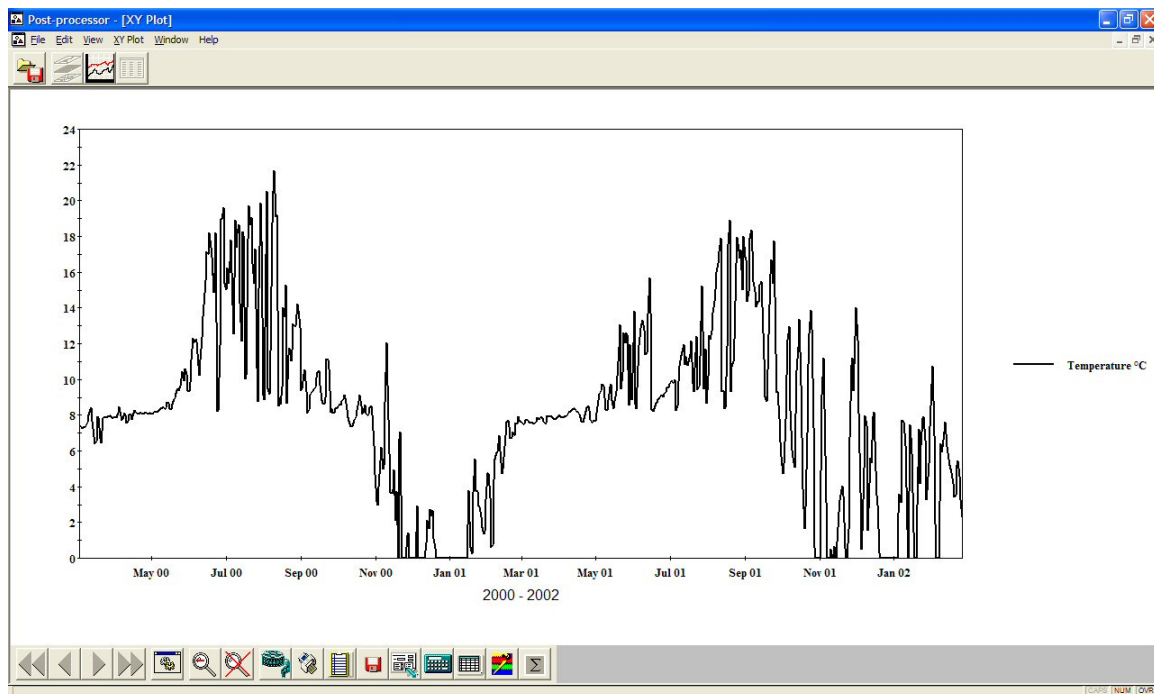 Post-processor - [XY Plot]
File Edit View XY Plot Window Help
24
22
20
18
16
14
12
10
8
6
4
2
0
Temperature °C
May 00 Jul 00 Sep 00 Nov 00 Jan 01 Mar 01 May 01 Jul 01 Sep 01 Nov 01 Jan 02
2000 - 2002
Σ
CAPS NUM OVR